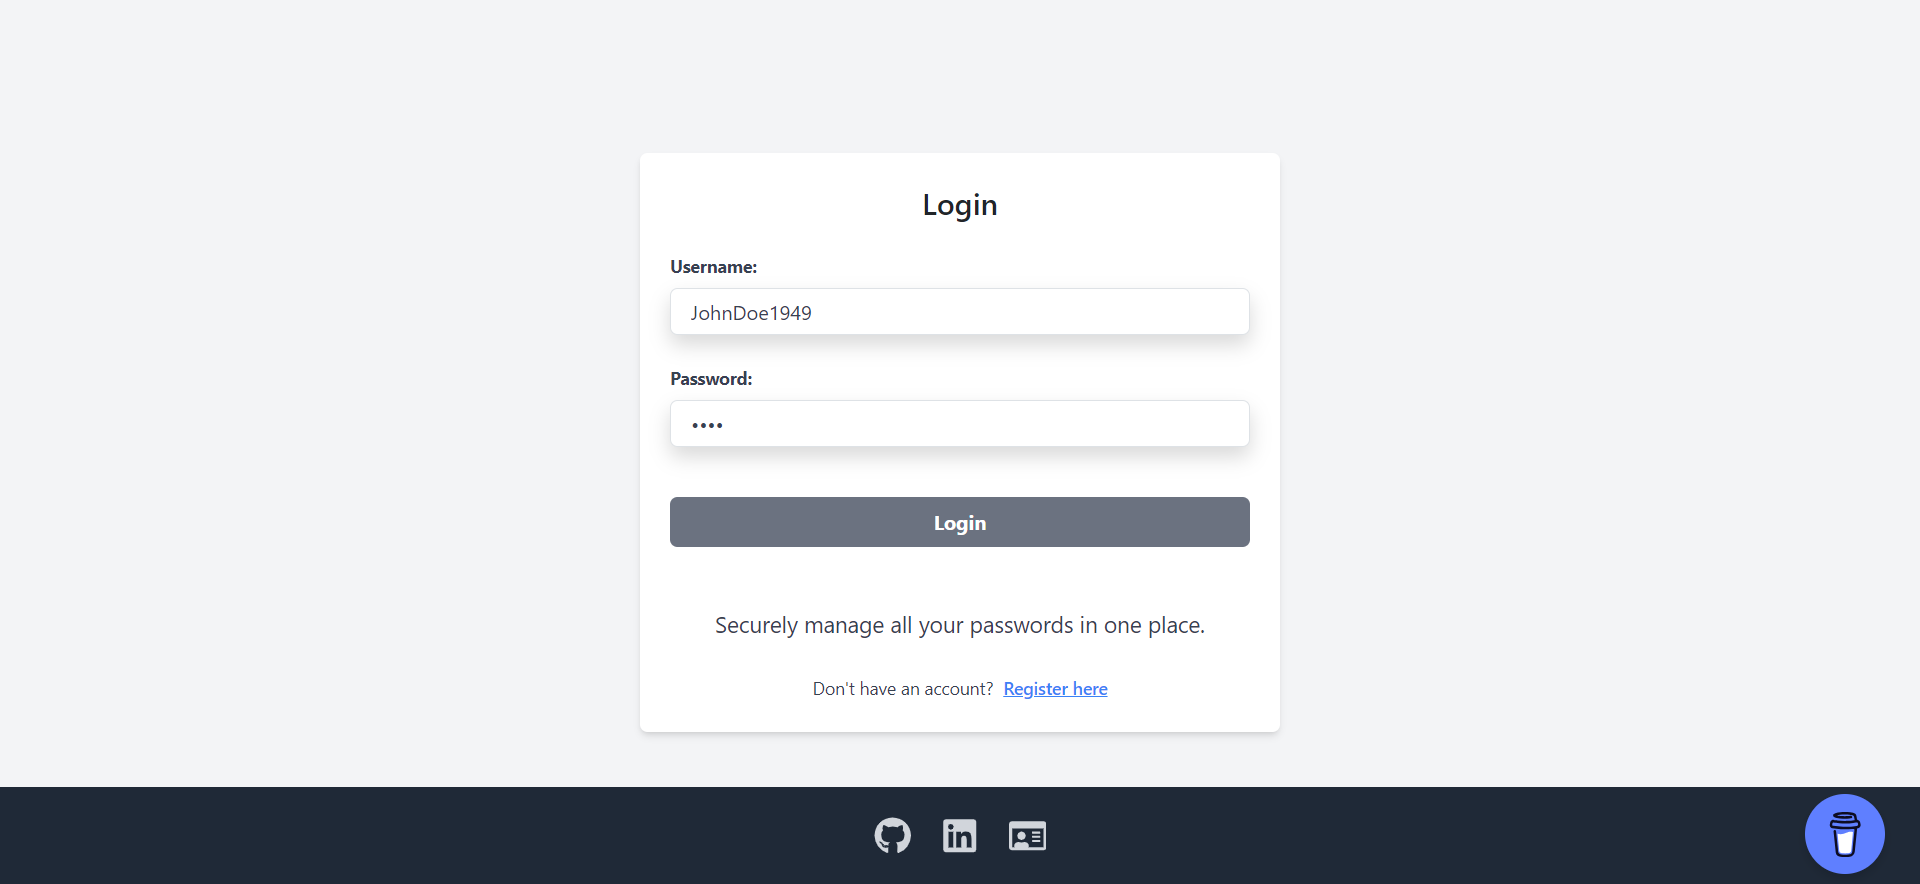 Login
Username:
JohnDoe1949
Password:
••••
Login
Securely manage all your passwords in one place.
Don't have an account? Register here
in